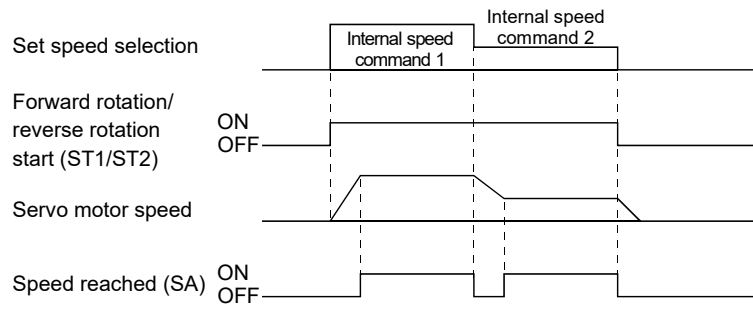 Set speed selection
Internal speed
command 1
Internal speed
command 2
Forward rotation/
reverse rotation
start (ST1/ST2)
ON
OFF
Servo motor speed
Speed reached (SA)
ON
OFF